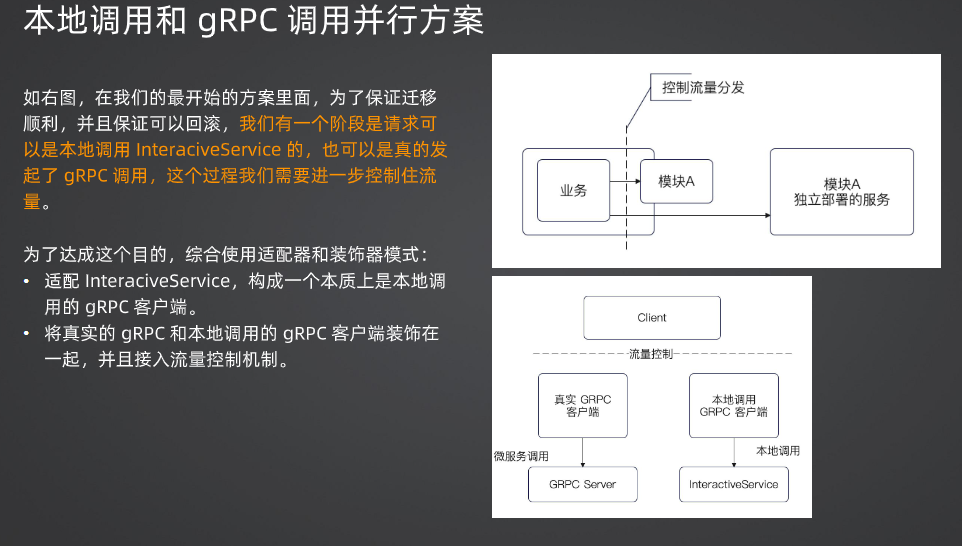 本地调用和 gRPC 调用并行方案
如右图，在我们的最开始的方案里面，为了保证迁移
顺利，并且保证可以回滚，我们有一个阶段是请求可
以是本地调用 InteraciveService 的，也可以是真的发
起了 gRPC 调用，这个过程我们需要进一步控制住流
量。
为了达成这个目的，综合使用适配器和装饰器模式：
• 适配 InteraciveService，构成一个本质上是本地调
用的 gRPC 客户端。
• 将真实的 gRPC 和本地调用的 gRPC 客户端装饰在
一起，并且接入流量控制机制。
控制流量分发
业务
模块A
模块A
独立部署的服务
Client
流量控制
真实 GRPC
客户端
本地调用
GRPC 客户端
微服务调用
本地调用
GRPC Server
InteractiveService